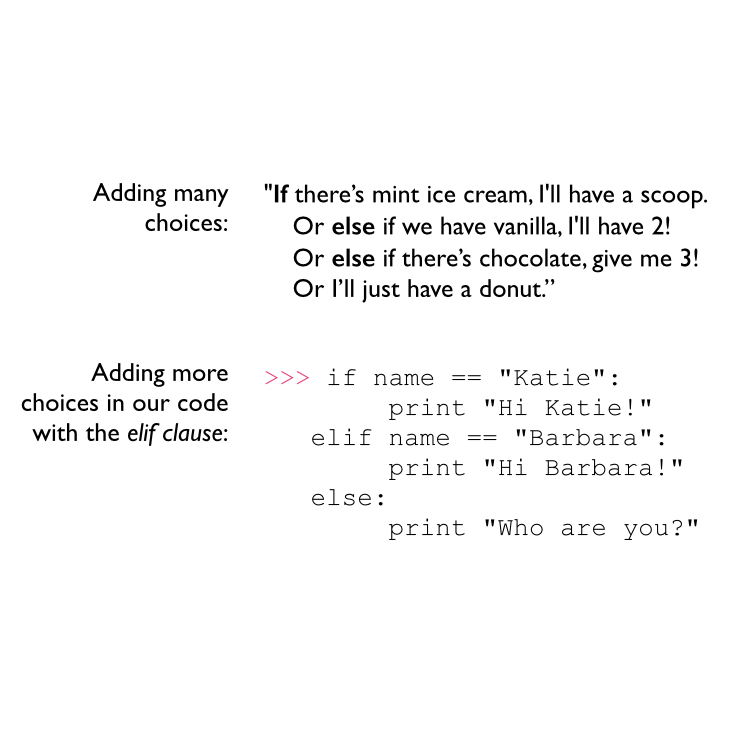 Adding many
choices:
"If there’s mint ice cream, I'll have a scoop.
Or else if we have vanilla, I'll have 2!
Or else if there’s chocolate, give me 3!
Or I’ll just have a donut.”
Adding more
choices in our code
with the elif clause:
>>> if name == "Katie":
print "Hi Katie!"
elif name == "Barbara":
print "Hi Barbara!"
else:
print "Who are you?"